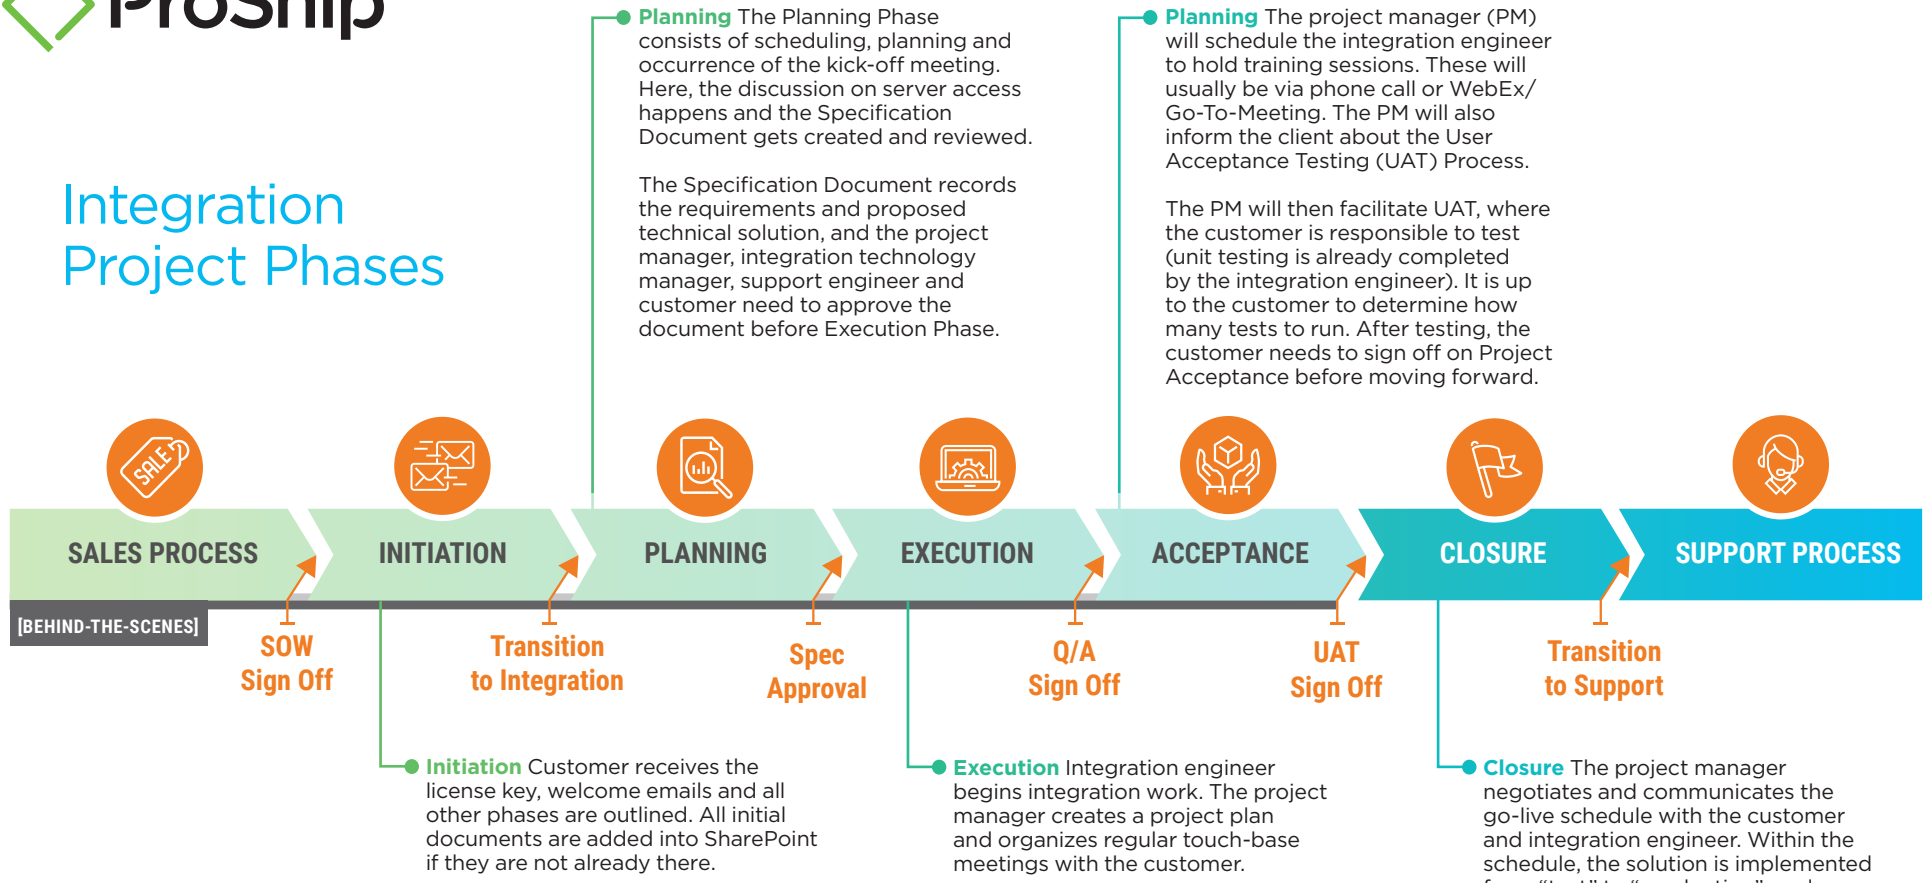 ProShip
Integration
Project Phases
Planning The Planning Phase
consists of scheduling, planning and
occurrence of the kick-off meeting.
Here, the discussion on server access
happens and the Specification
Document gets created and reviewed.
The Specification Document records
the requirements and proposed
technical solution, and the project
manager, integration technology
manager, support engineer and
customer need to approve the
document before Execution Phase.
Planning The project manager (PM)
will schedule the integration engineer
to hold training sessions. These will
usually be via phone call or WebEx/
Go-To-Meeting. The PM will also
inform the client about the User
Acceptance Testing (UAT) Process.
The PM will then facilitate UAT, where
the customer is responsible to test
(unit testing is already completed
by the integration engineer). It is up
to the customer to determine how
many tests to run. After testing, the
customer needs to sign off on Project
Acceptance before moving forward.
SALE
SALES PROCESS
INITIATION
PLANNING
EXECUTION
ACCEPTANCE
CLOSURE
SUPPORT PROCESS
[BEHIND-THE-SCENES]
SOW
Sign Off
Transition
to Integration
Spec
Approval
Q/A
Sign Off
UAT
Sign Off
Transition
to Support
Initiation Customer receives the
license key, welcome emails and all
other phases are outlined. All initial
documents are added into SharePoint
if they are not already there.
Execution Integration engineer
begins integration work. The project
manager creates a project plan
and organizes regular touch-base
meetings with the customer.
Closure The project manager
negotiates and communicates the
go-live schedule with the customer
and integration engineer. Within the
schedule, the solution is implemented